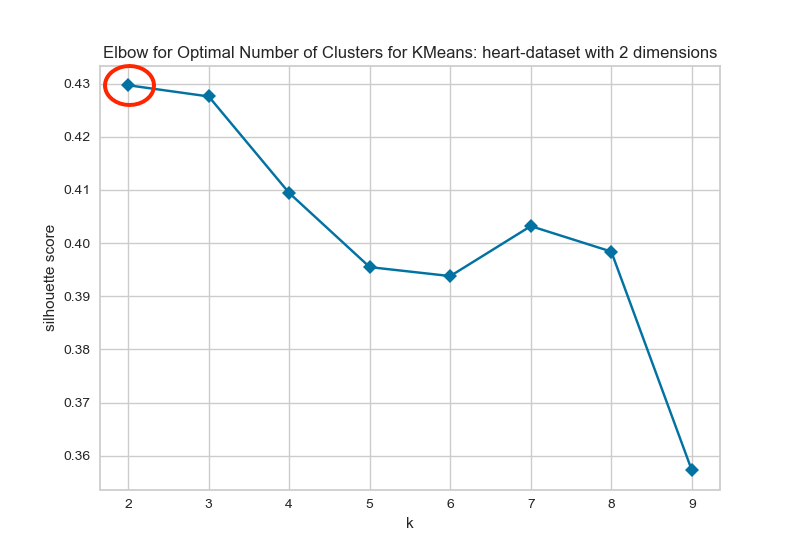 Elbow for Optimal Number of Clusters for KMeans: heart-dataset with 2 dimensions
0.43
0.42
0.41
0.40
0.39
0.38
0.37
0.36
silhouette score
2 3 4 5 6 7 8 9
k